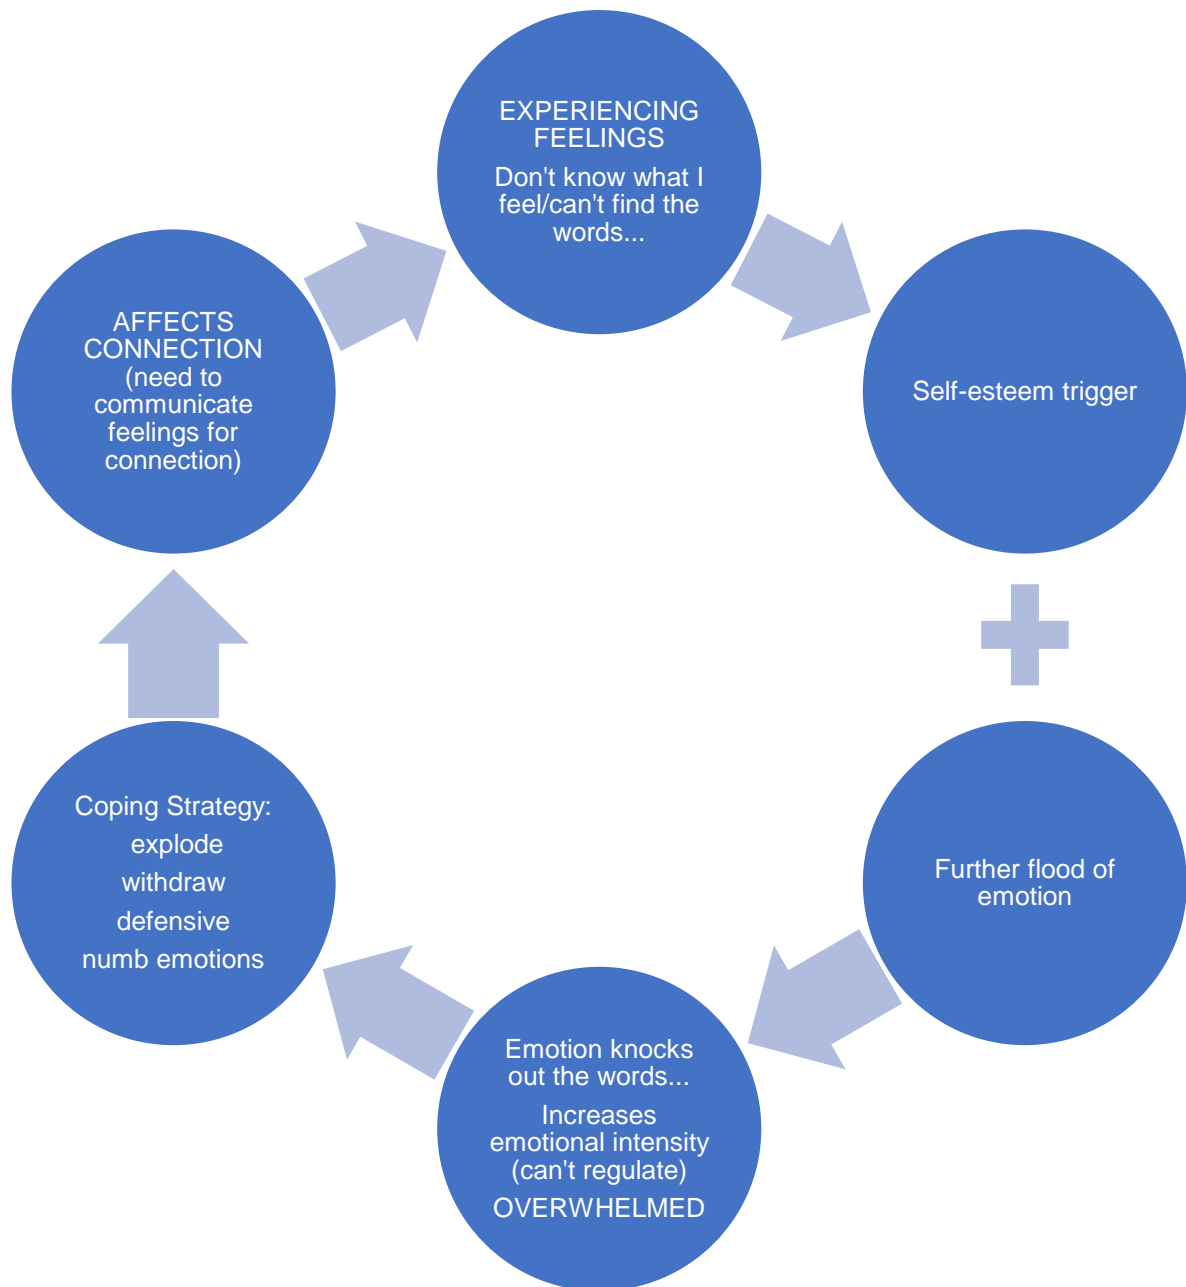 EXPERIENCING
FEELINGS
Don't know what I
feel/can't find the
words...
Self-esteem trigger
Further flood of
emotion
Emotion knocks
out the words...
Increases
emotional intensity
(can't regulate)
OVERWHELMED
Coping Strategy:
explode
withdraw
defensive
numb emotions
AFFECTS
CONNECTION
(need to
communicate
feelings for
connection)